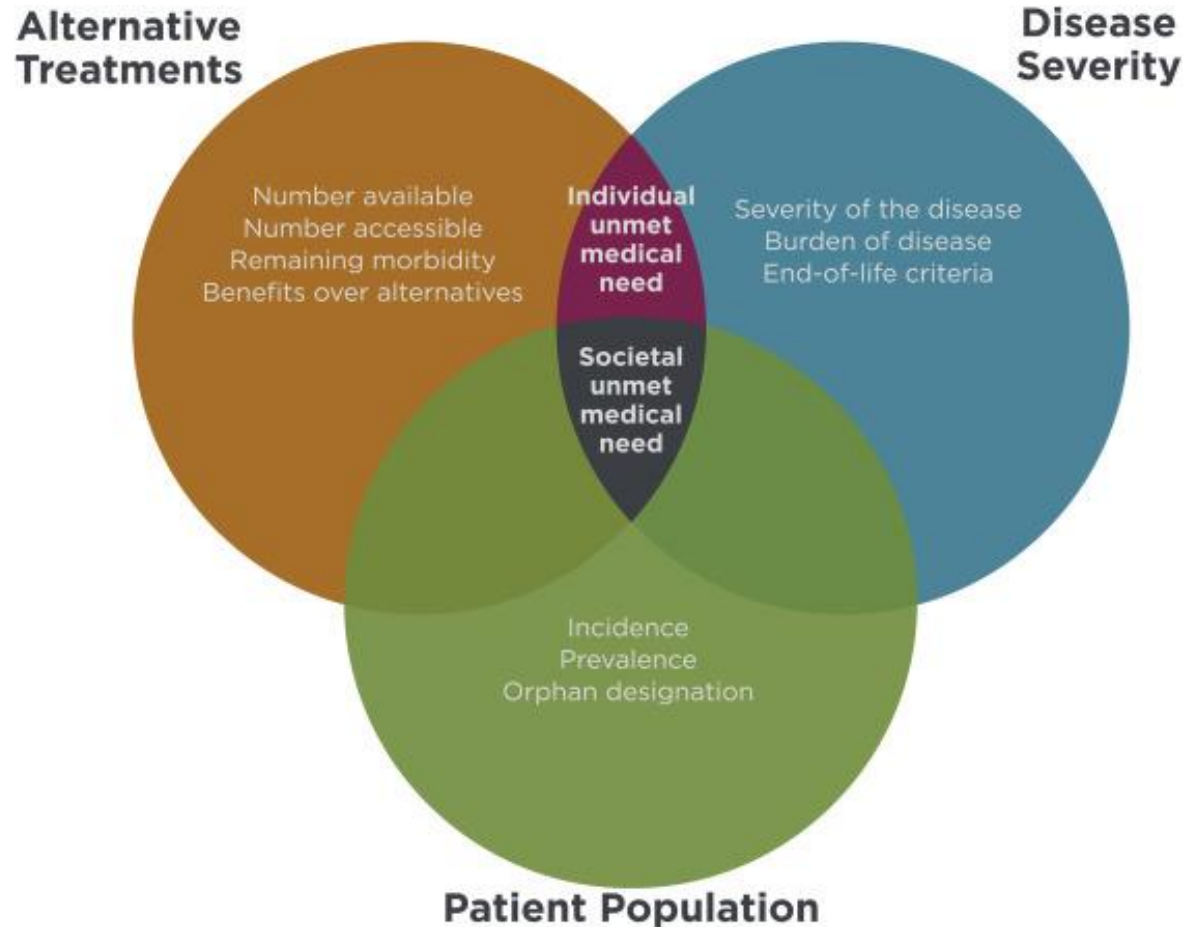 Alternative
Treatments
Disease
Severity
Number available
Number accessible
Remaining morbidity
Benefits over alternatives
Individual
unmet
medical
need
Severity of the disease
Burden of disease
End-of-life criteria
Societal
unmet
medical
need
Incidence
Prevalence
Orphan designation
Patient Population